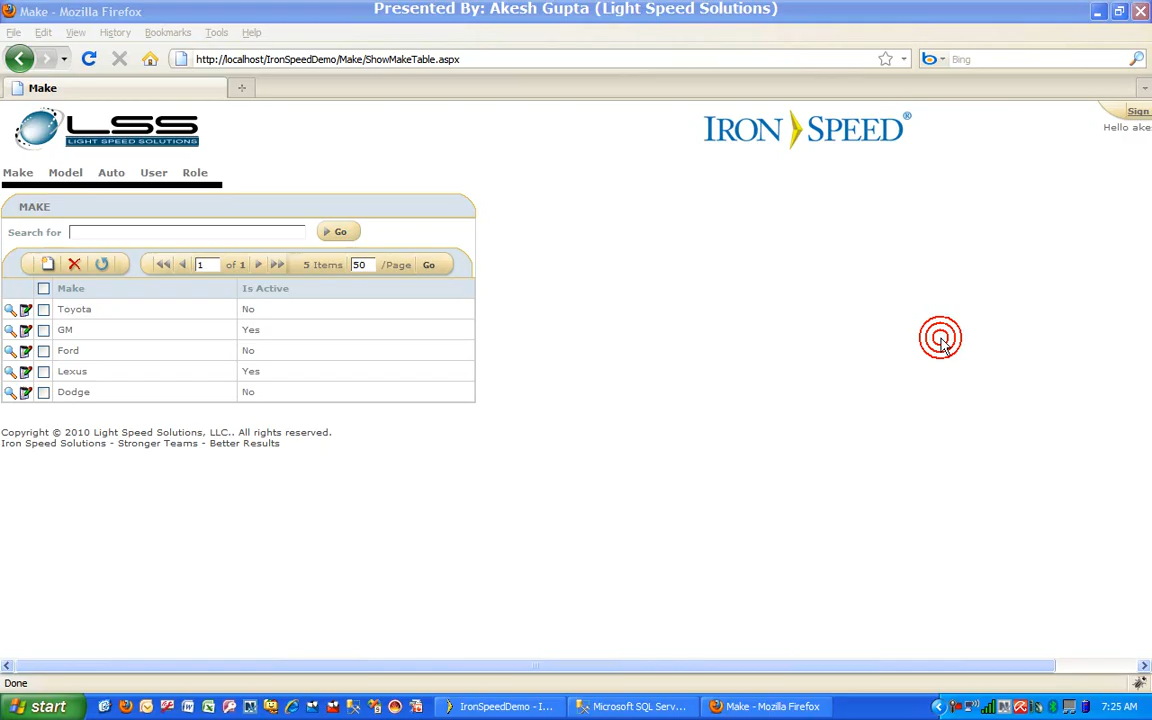 Make - Mozilla Firefox
Presented By: Akesh Gupta (Light Speed Solutions)
File Edit View History Bookmarks Tools Help
http://localhost/IronSpeedDemo/Make/ShowMakeTable.aspx
Bing
Make
LSS
LIGHT SPEED SOLUTIONS
IRON SPEED®
Sign
Hello ake
Make Model Auto User Role
MAKE
Search for Go
1 of 1 5 Items 50 /Page Go
Make Is Active
Toyota No
GM Yes
Ford No
Lexus Yes
Dodge No
Copyright © 2010 Light Speed Solutions, LLC.. All rights reserved.
Iron Speed Solutions - Stronger Teams - Better Results
Done
start IronSpeedDemo - I... Microsoft SQL Serv... Make - Mozilla Firefox 7:25 AM